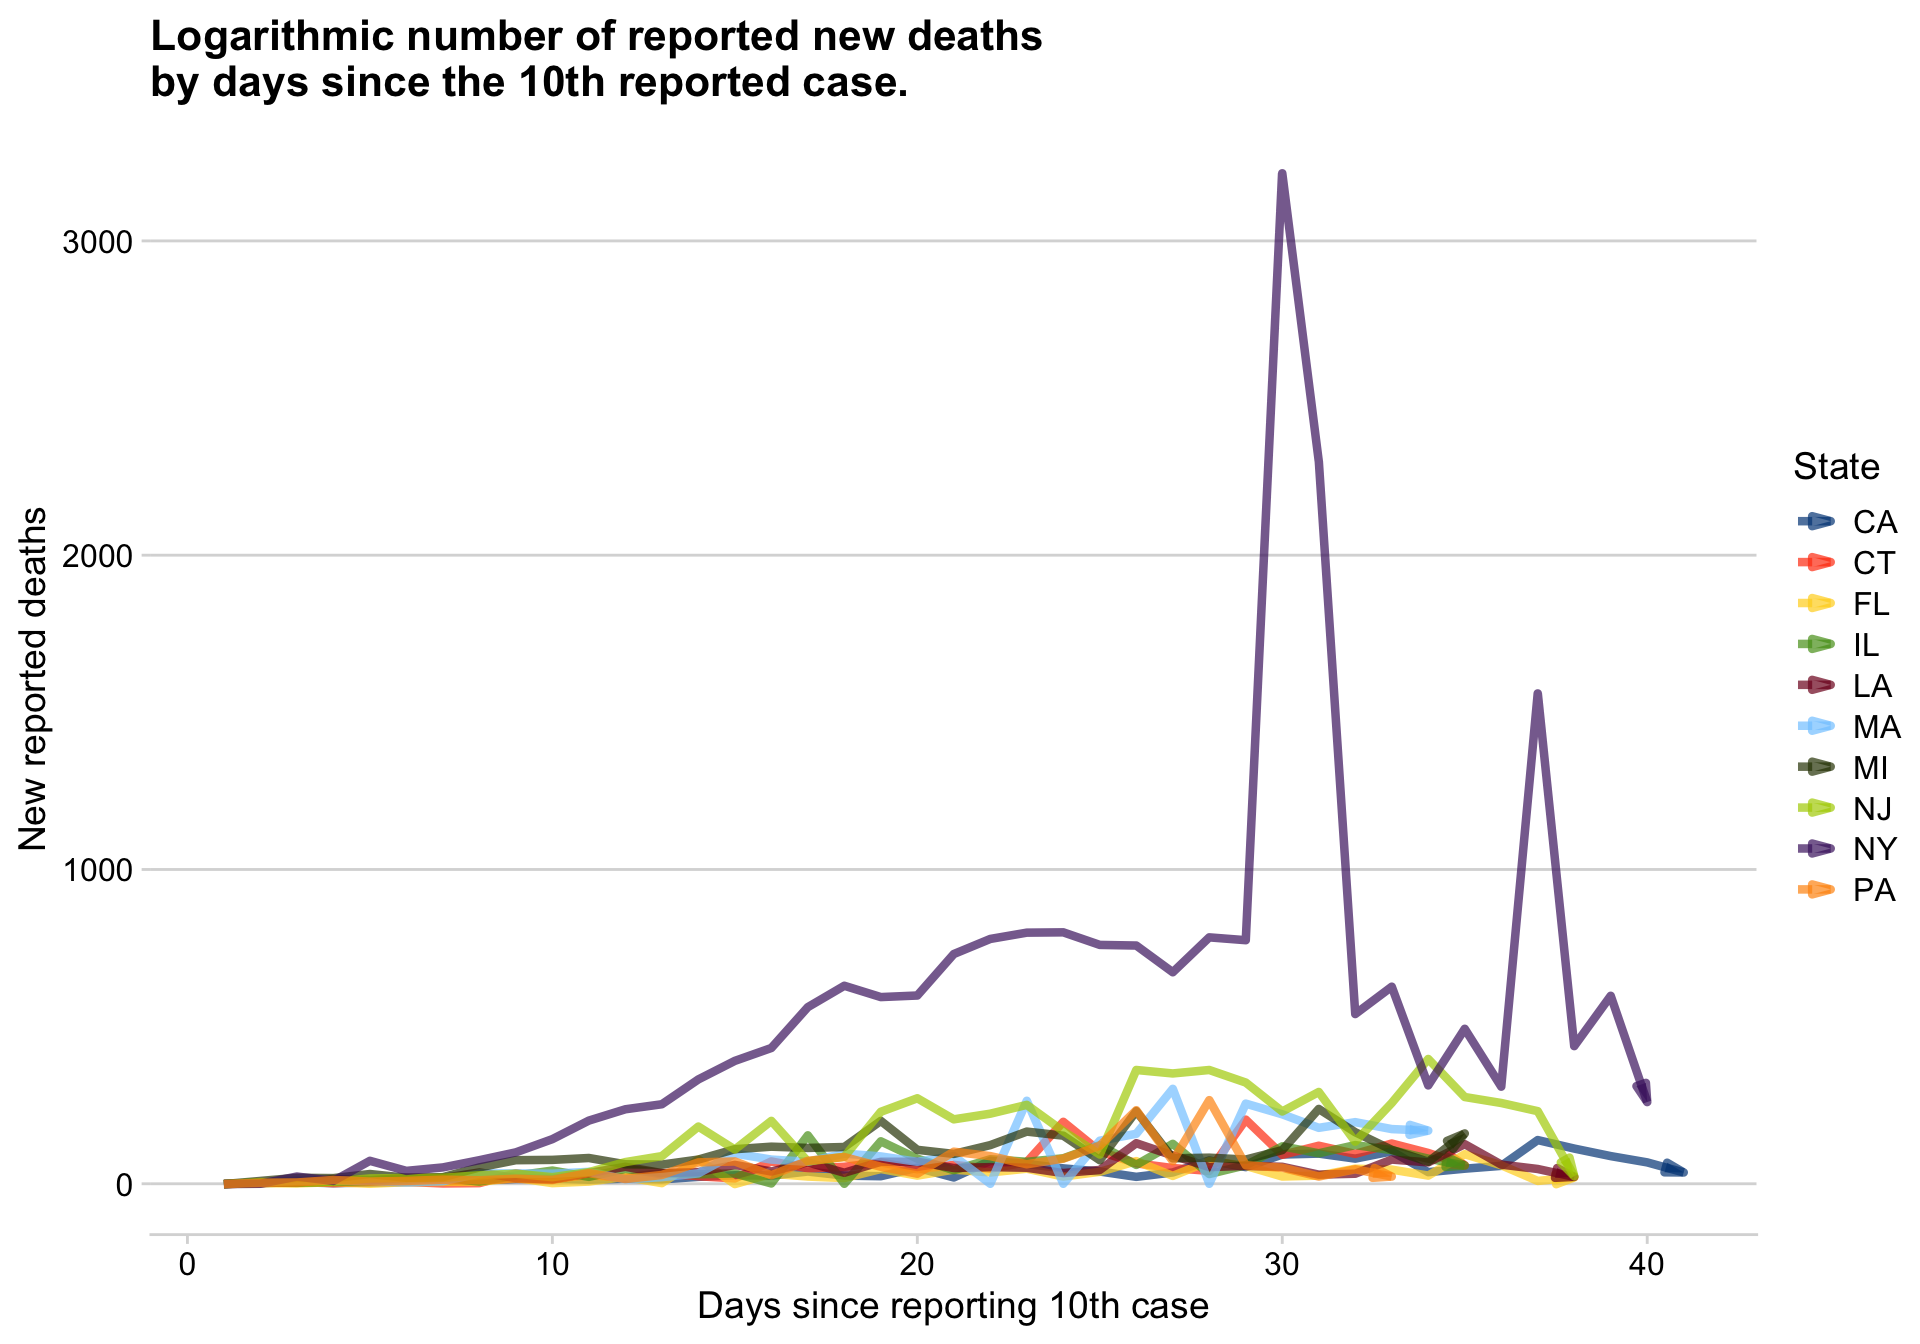 Logarithmic number of reported new deaths
by days since the 10th reported case.
New reported deaths
3000
2000
1000
0
0 10 20 30 40
Days since reporting 10th case
State
CA
CT
FL
IL
LA
MA
MI
NJ
NY
PA